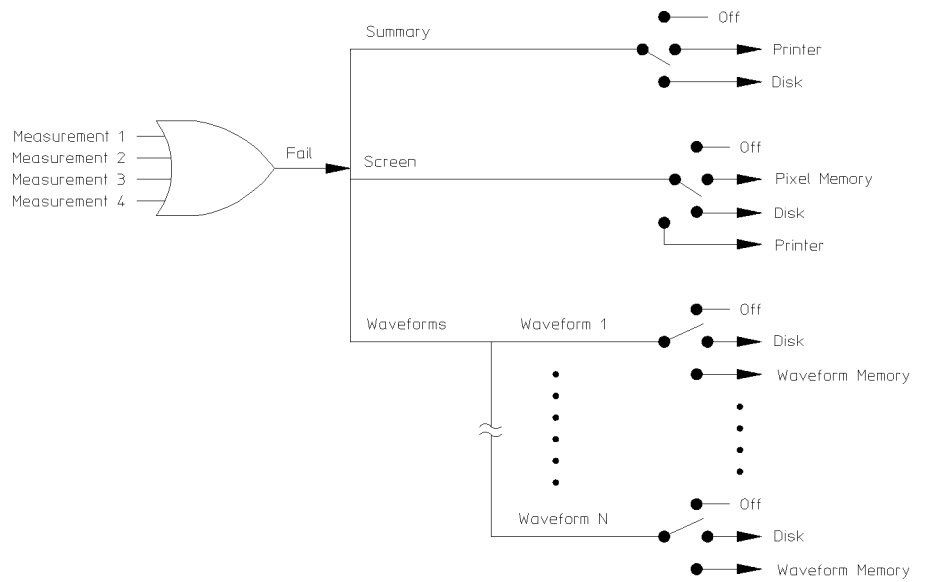 Summary
Off
Printer
Disk
Measurement 1
Measurement 2
Measurement 3
Measurement 4
Fail
Screen
Off
Pixel Memory
Disk
Printer
Waveforms
Waveform 1
Off
Disk
Waveform Memory
Waveform N
Off
Disk
Waveform Memory